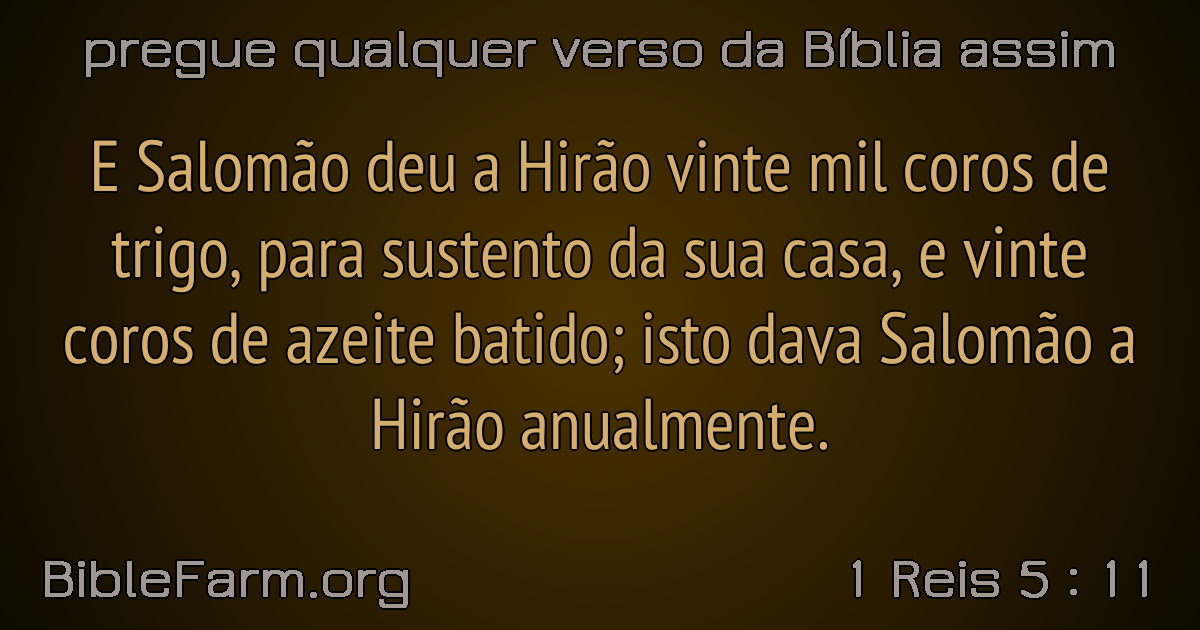 pregue qualquer verso da Bíblia assim
E Salomão deu a Hirão vinte mil coros de
trigo, para sustento da sua casa, e vinte
coros de azeite batido; isto dava Salomão a
Hirão anualmente.
BibleFarm.org
1 Reis 5 : 11